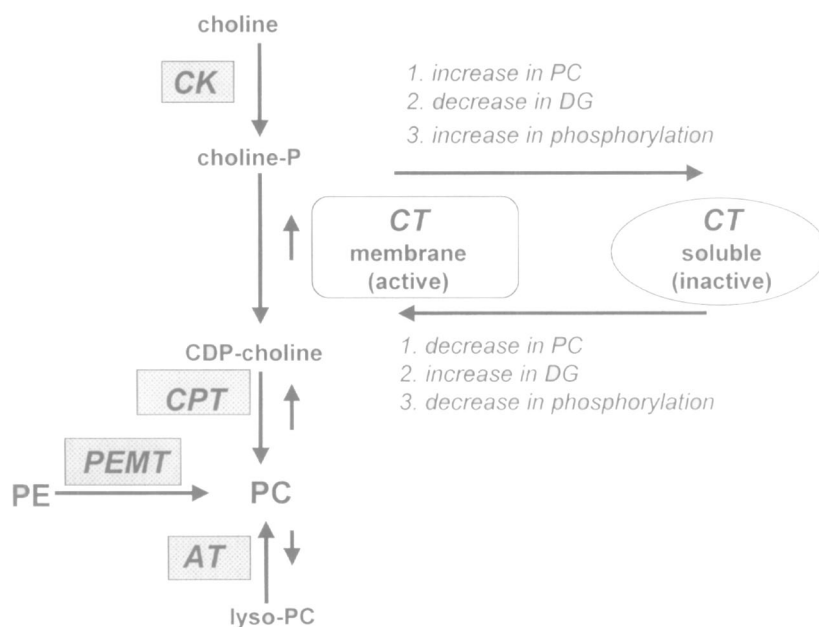 choline
CK
1. increase in PC
2. decrease in DG
3. increase in phosphorylation
choline-P
CT
membrane
(active)
CT
soluble
(inactive)
CDP-choline
1. decrease in PC
2. increase in DG
3. decrease in phosphorylation
CPT
PEMT
PE
PC
AT
lyso-PC